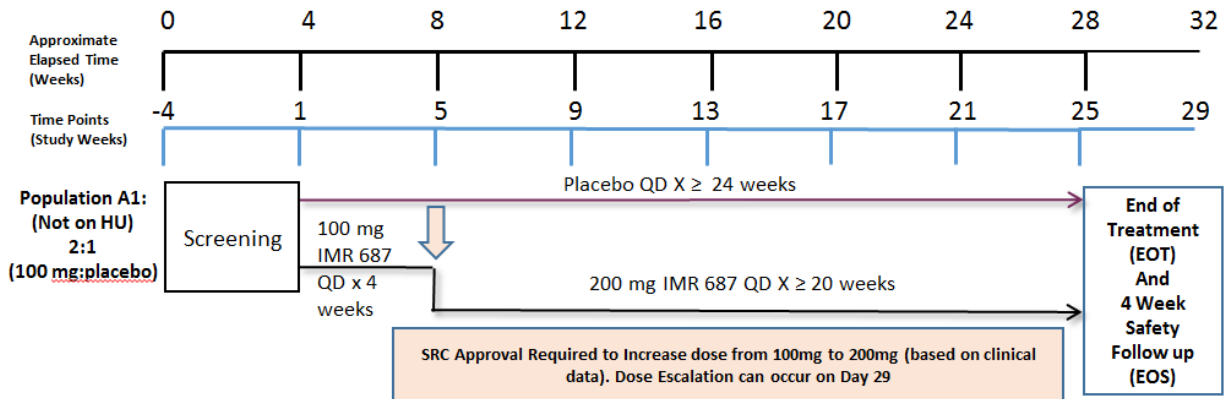 0 4 8 12 16 20 24 28 32
Approximate
Elapsed Time
(Weeks)
-4 1 5 9 13 17 21 25 29
Time Points
(Study Weeks)
Population A1:
(Not on HU)
2:1
(100 mg:placebo)
Screening
Placebo QD X ≥ 24 weeks
100 mg
IMR 687
QD x 4
weeks
200 mg IMR 687 QD X ≥ 20 weeks
SRC Approval Required to Increase dose from 100mg to 200mg (based on clinical
data). Dose Escalation can occur on Day 29
End of
Treatment
(EOT)
And
4 Week
Safety
Follow up
(EOS)